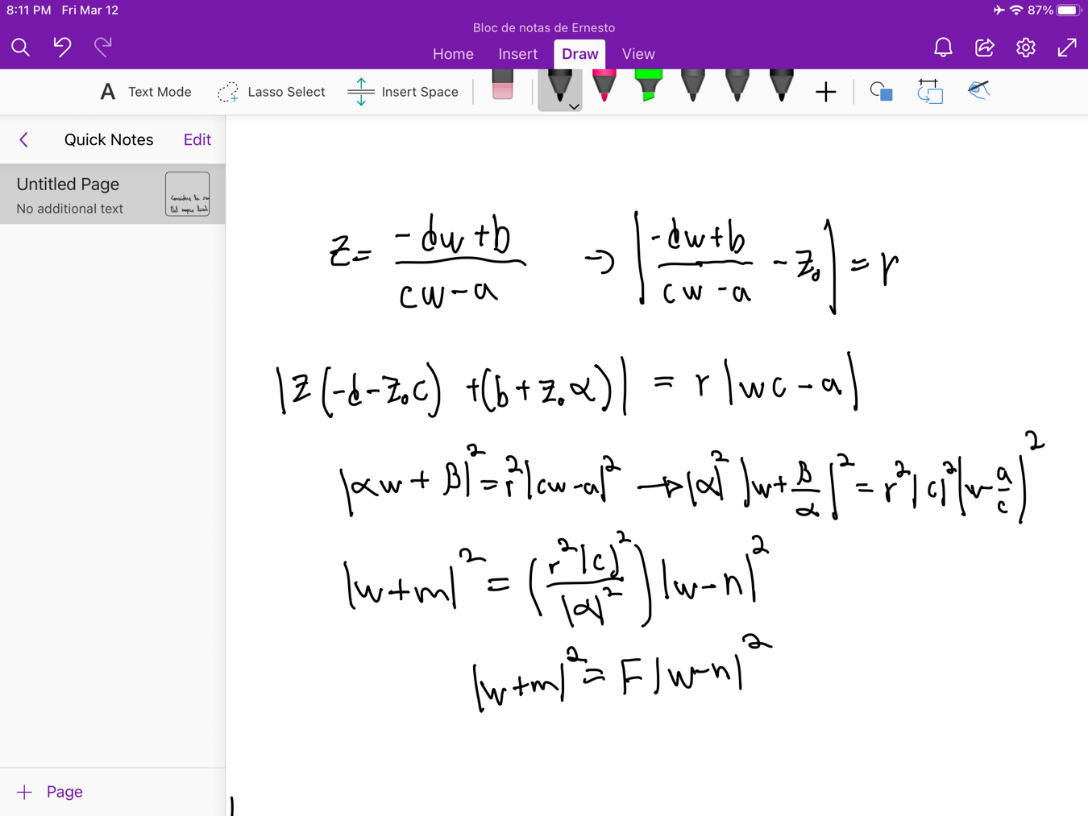 8:11 PM Fri Mar 12 87%
Bloc de notas de Ernesto
Home Insert Draw View
A Text Mode Lasso Select Insert Space
Quick Notes Edit
Untitled Page
No additional text
z = (-dw+b)/(cw-a) → |(-dw+b)/(cw-a) - z₀| = r
|z(-d-z₀c) + (b+z₀α)| = r|wc-a|
|αw+β|² = r²|cw-a|² → |α|²|w+β/α|² = r²|c|²|w-a/c|²
|w+m|² = (r²|c|²/|α|²)|w-n|²
|w+m|² = F|w-n|²
+ Page